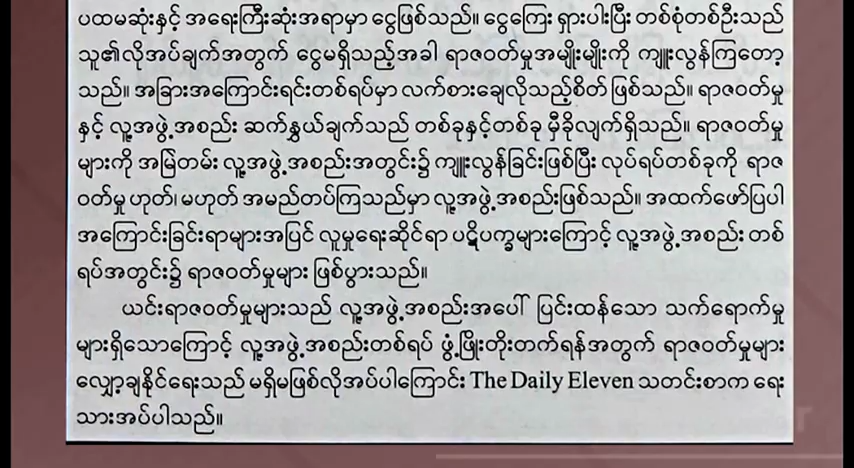 ပထမဆုံးနှင့် အရေးကြီးဆုံးအရာမှာ ငွေဖြစ်သည်။ ငွေကြေး ရှားပါးပြီး တစ်စုံတစ်ဦးသည်
သူ၏လိုအပ်ချက်အတွက် ငွေမရှိသည့်အခါ ရာဇဝတ်မှုအမျိုးမျိုးကို ကျူးလွန်ကြတော့
သည်။ အခြားအကြောင်းရင်းတစ်ရပ်မှာ လက်စားချေလိုသည့်စိတ် ဖြစ်သည်။ ရာဇဝတ်မှု
နှင့် လူ့အဖွဲ့အစည်း ဆက်နွှယ်ချက်သည် တစ်ခုနှင့်တစ်ခု မှီခိုလျက်ရှိသည်။ ရာဇဝတ်မှု
များကို အမြဲတမ်း လူ့အဖွဲ့အစည်းအတွင်း၌ ကျူးလွန်ခြင်းဖြစ်ပြီး လုပ်ရပ်တစ်ခုကို ရာဇ
ဝတ်မှု ဟုတ်၊ မဟုတ် အမည်တပ်ကြသည်မှာ လူ့အဖွဲ့အစည်းဖြစ်သည်။ အထက်ဖော်ပြပါ
အကြောင်းခြင်းရာများအပြင် လူမှုရေးဆိုင်ရာ ပဋိပက္ခများကြောင့် လူ့အဖွဲ့အစည်း တစ်
ရပ်အတွင်း၌ ရာဇဝတ်မှုများ ဖြစ်ပွားသည်။
ယင်းရာဇဝတ်မှုများသည် လူ့အဖွဲ့အစည်းအပေါ် ပြင်းထန်သော သက်ရောက်မှု
များရှိသောကြောင့် လူ့အဖွဲ့အစည်းတစ်ရပ် ဖွံ့ဖြိုးတိုးတက်ရန်အတွက် ရာဇဝတ်မှုများ
လျှော့ချနိုင်ရေးသည် မရှိမဖြစ်လိုအပ်ပါကြောင်း The Daily Eleven သတင်းစာက ရေး
သားအပ်ပါသည်။